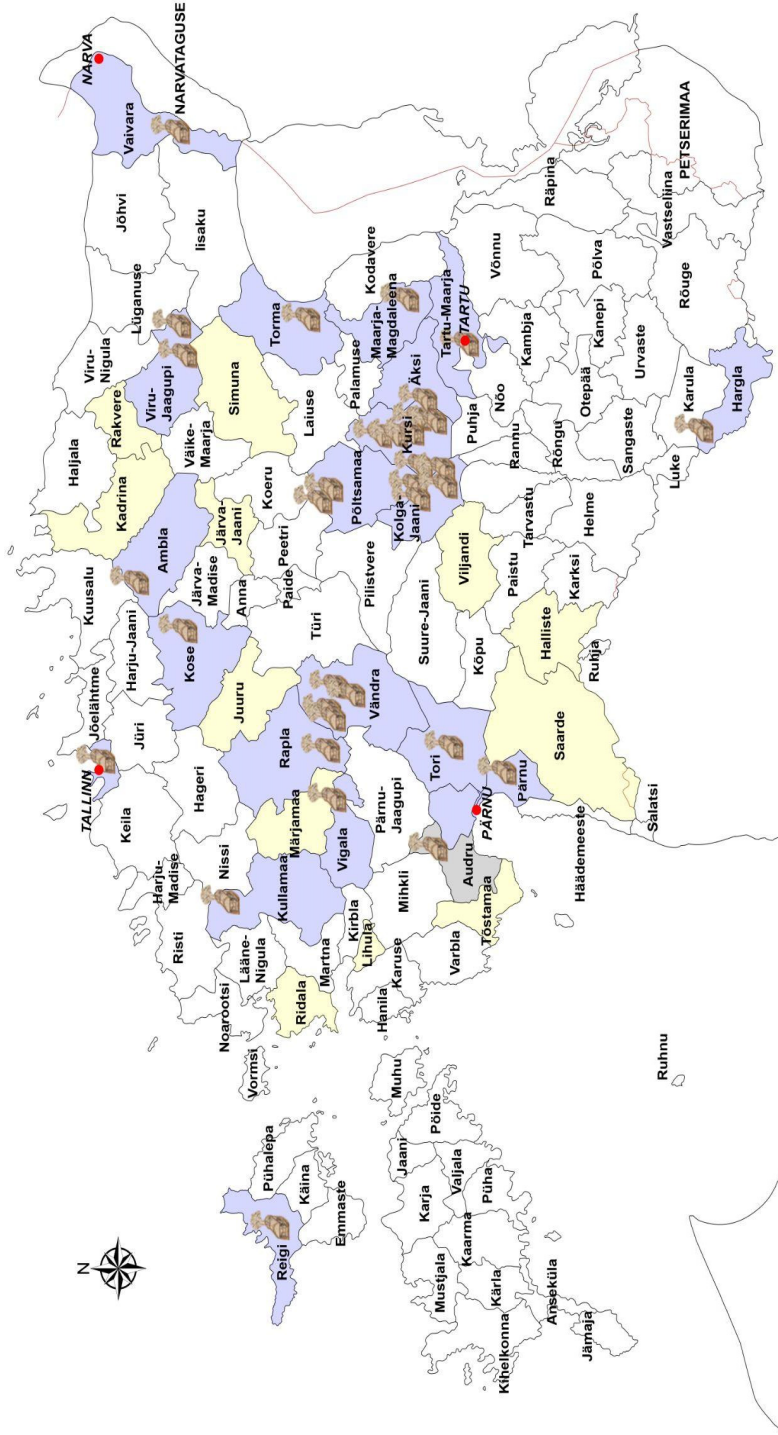 N
TALLINN
NARVA
Jõelähtme
Kuusalu
Haljala
Viru-
Nigula
Lüganuse
Jõhvi
Vaivara
NARVATAGUSE
Keila
Jüri
Harju-Jaani
Kadrina
Rakvere
Viru-
Jaagupi
Iisaku
Harju-
Madise
Risti
Nissi
Hageri
Kose
Ambla
Väike-
Maarja
Simuna
Järva-
Madise
Järva-
Jaani
Anna
Juuru
Noarootsi
Lääne-
Nigula
Kullamaa
Rapla
Märjamaa
Vormsi
Ridala
Martna
Vigala
Pühalepa
Käina
Reigi
Emmaste
Paide
Peetri
Koeru
Türi
Laiuse
Torma
Kodavere
Palamuse
Maarja-
Magdaleena
Põltsamaa
Pilistvere
Kursi
Äksi
Kolga-
Jaani
Tartu-Maarja
TARTU
Kirbla
Lihula
Hanila
Karuse
Mihkli
Pärnu-
Jaagupi
Vändra
Suure-Jaani
Viljandi
Muhu
Jaani
Pöide
Karja
Valjala
Mustjala
Kaarma
Püha
Kärla
Kihelkonna
Anseküla
Jämaja
Varbla
Tõstamaa
Audru
PÄRNU
Pärnu
Tori
Köpu
Paistu
Tarvastu
Rannu
Puhja
Nõo
Kambja
Võnnu
Räpina
Saarde
Halliste
Karksi
Helme
Rõngu
Otepää
Kanepi
Põlva
Häädemeeste
Salatsi
Ruhja
Sangaste
Urvaste
Vastseliina
PETSERIMAA
Luke
Karula
Rõuge
Hargla
Ruhnu